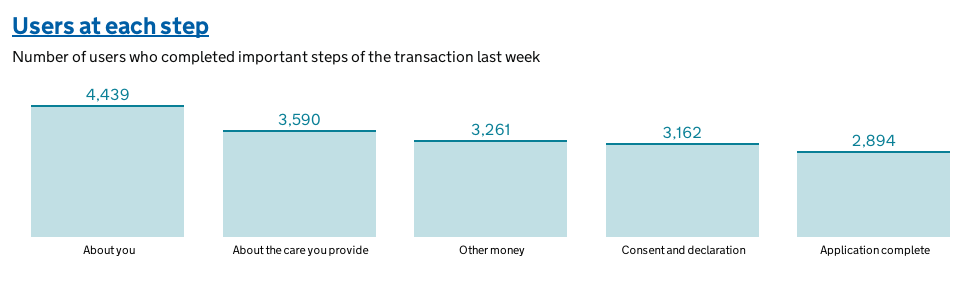 Users at each step
Number of users who completed important steps of the transaction last week
4,439
3,590
3,261
3,162
2,894
About you
About the care you provide
Other money
Consent and declaration
Application complete